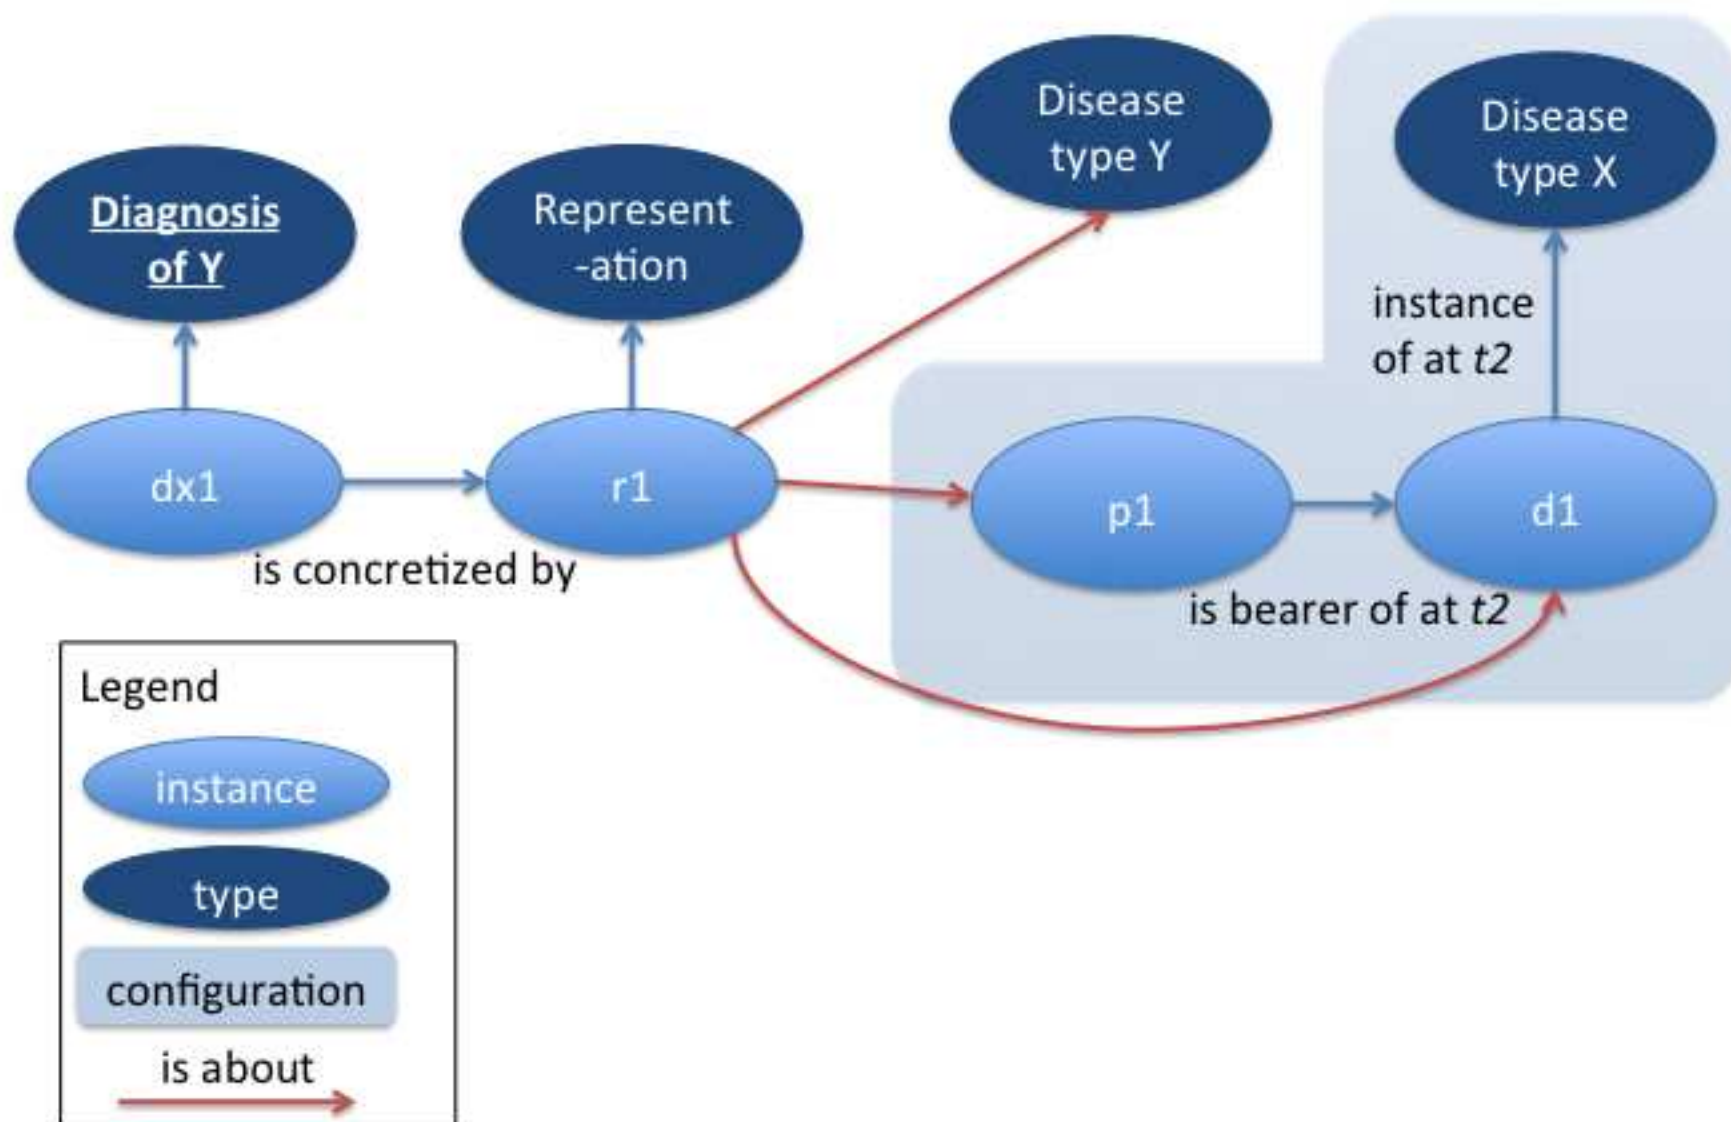 Disease
type Y
Disease
type X
Diagnosis
of Y
Represent
-ation
instance
of at t2
dx1
r1
p1
d1
is concretized by
is bearer of at t2
Legend
instance
type
configuration
is about